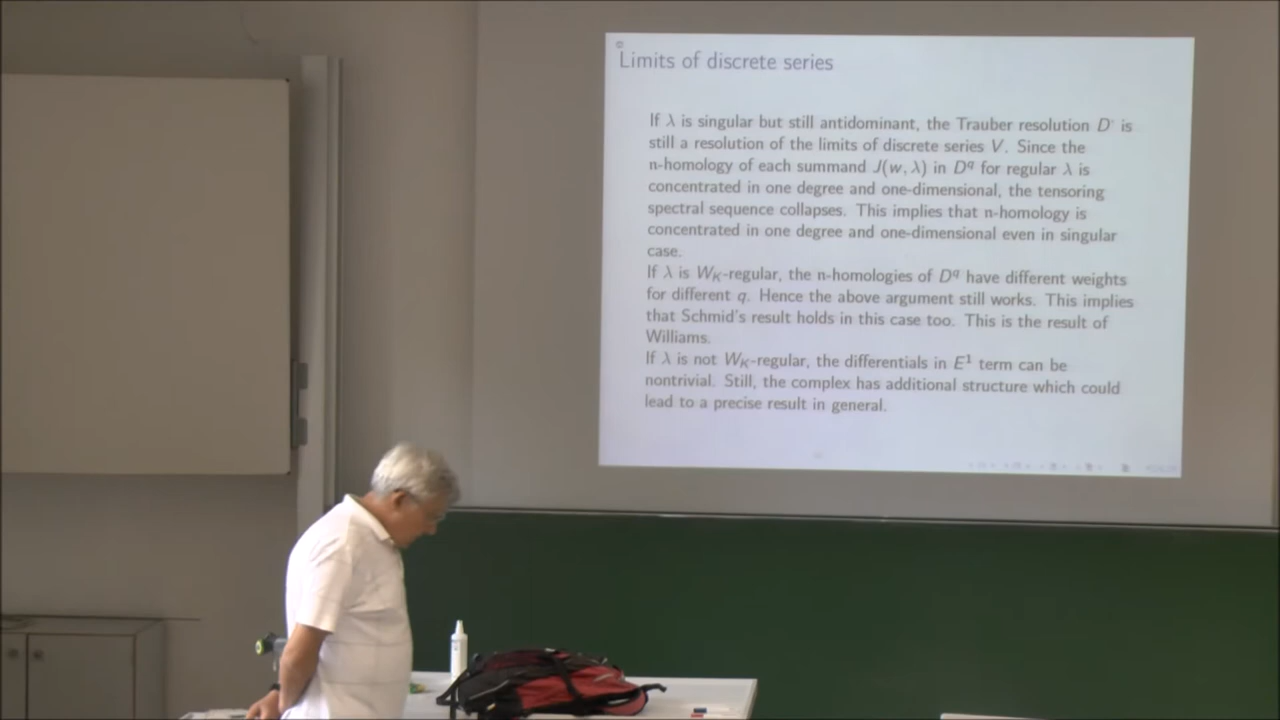 Limits of discrete series
If λ is singular but still antidominant, the Trauber resolution D· is
still a resolution of the limits of discrete series V. Since the
n-homology of each summand J(w, λ) in Dq for regular λ is
concentrated in one degree and one-dimensional, the tensoring
spectral sequence collapses. This implies that n-homology is
concentrated in one degree and one-dimensional even in singular
case.
If λ is WK-regular, the n-homologies of Dq have different weights
for different q. Hence the above argument still works. This implies
that Schmid's result holds in this case too. This is the result of
Williams.
If λ is not WK-regular, the differentials in E1 term can be
nontrivial. Still, the complex has additional structure which could
lead to a precise result in general.